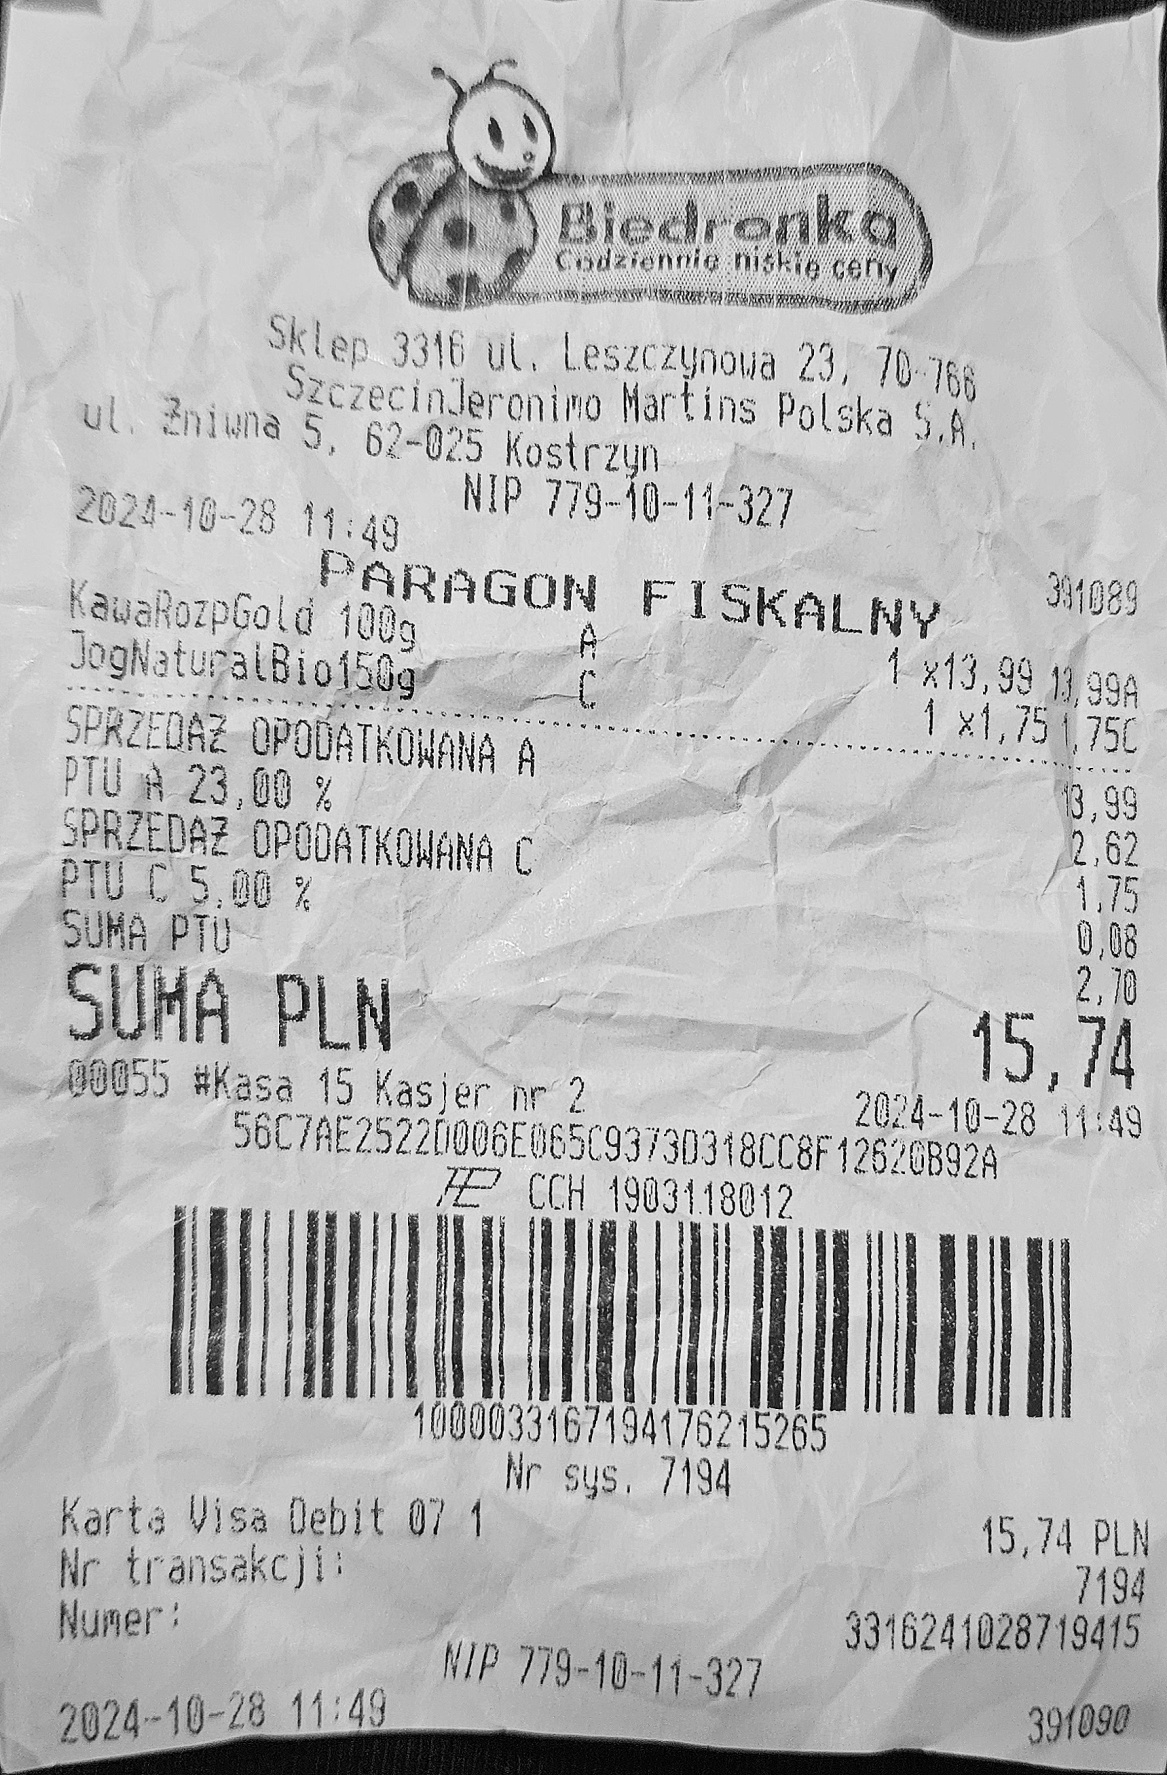 Biedronka
Codziennie niskie ceny
Sklep 3316 ul. Leszczynowa 23, 70-766
SzczecinJeronimo Martins Polska S.A.
ul. Żniwna 5, 62-025 Kostrzyn
NIP 779-10-11-327
2024-10-28 11:49 391089
PARAGON FISKALNY
KawaRozpGold 100g A 1 x13,99 13,99A
JogNaturalBio150g C 1 x1,75 1,75C
SPRZEDAŻ OPODATKOWANA A 13,99
PTU A 23,00 % 2,62
SPRZEDAŻ OPODATKOWANA C 1,75
PTU C 5,00 % 0,08
SUMA PTU 2,70
SUMA PLN 15,74
00055 #Kasa 15 Kasjer nr 2 2024-10-28 11:49
56C7AE2522D006E065C9373D318CC8F12620B92A
CCH 1903118012
1000033167194176215265
Nr sys. 7194
Karta Visa Debit 07 1 15,74 PLN
Nr transakcji: 7194
Numer: 3316241028719415
NIP 779-10-11-327
2024-10-28 11:49 391090